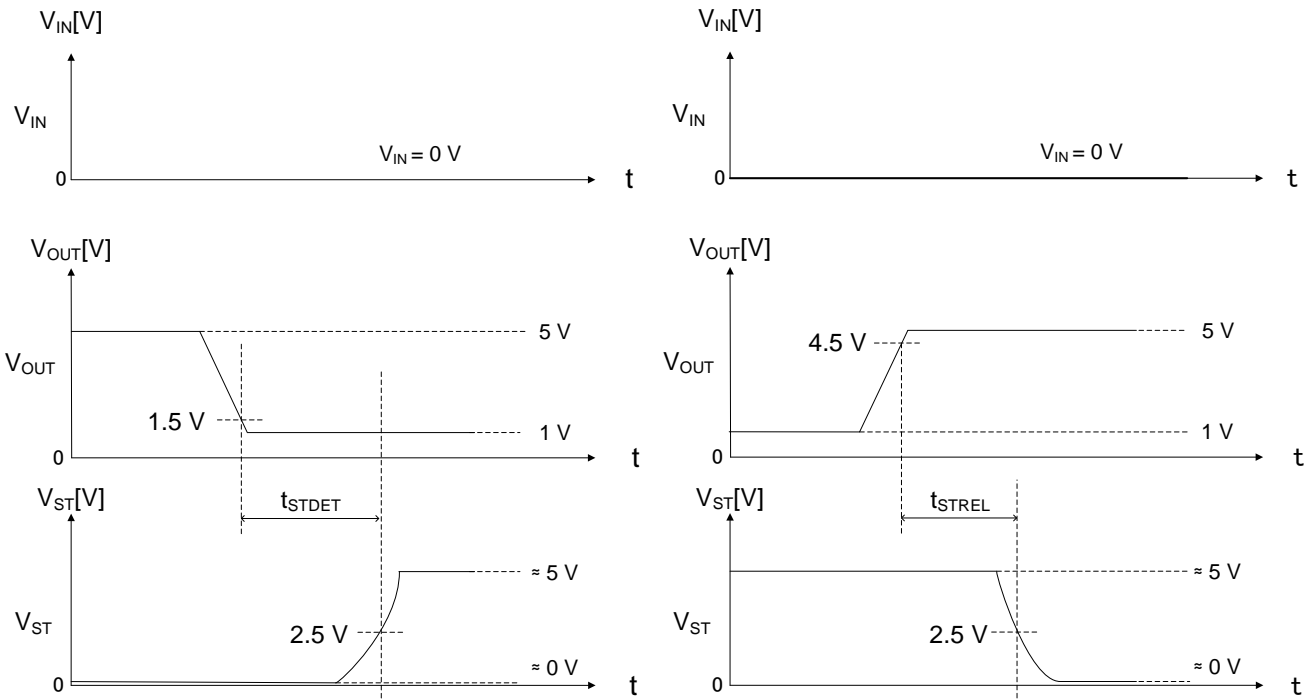 V_IN[V]
V_IN
V_IN = 0 V
0
t
V_OUT[V]
5 V
V_OUT
1.5 V
1 V
0
t
V_ST[V]
t_STDET
≈ 5 V
V_ST
2.5 V
≈ 0 V
0
t
V_IN[V]
V_IN
V_IN = 0 V
0
t
V_OUT[V]
4.5 V
5 V
V_OUT
1 V
0
t
V_ST[V]
t_STREL
≈ 5 V
V_ST
2.5 V
≈ 0 V
0
t